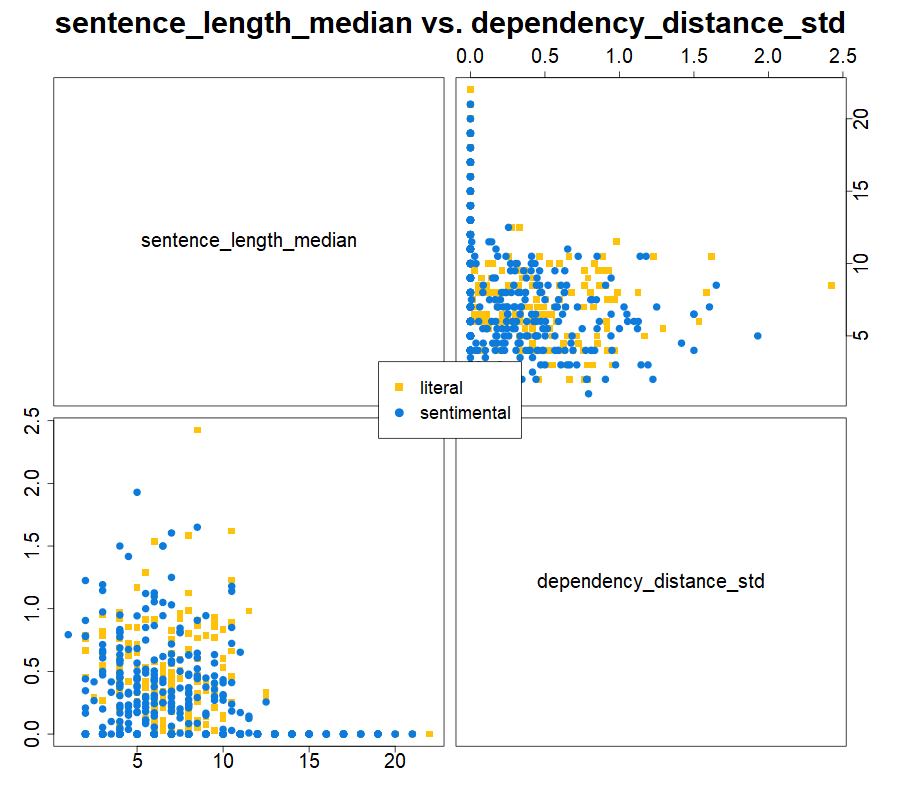 sentence_length_median vs. dependency_distance_std
0.0 0.5 1.0 1.5 2.0 2.5
sentence_length_median
20
15
10
5
literal
sentimental
2.5
2.0
1.5
1.0
0.5
0.0
dependency_distance_std
5 10 15 20